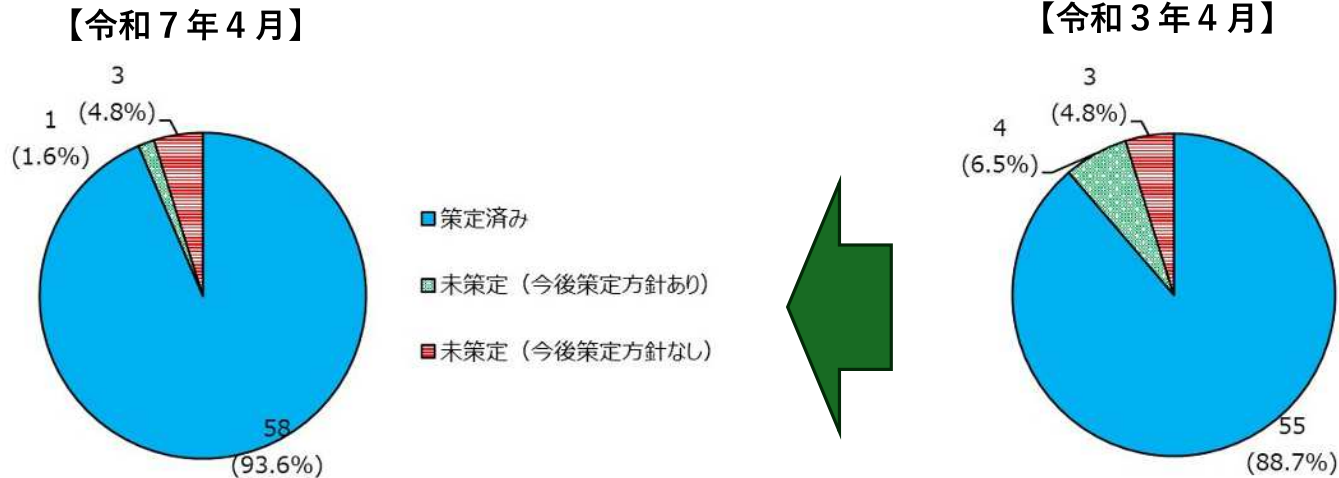 【令和７年４月】
3
(4.8%)
1
(1.6%)
58
(93.6%)
策定済み
未策定（今後策定方針あり）
未策定（今後策定方針なし）
【令和３年４月】
3
(4.8%)
4
(6.5%)
55
(88.7%)